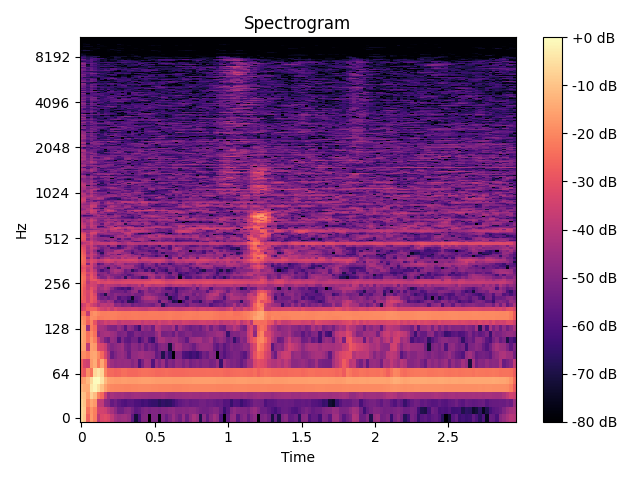 Spectrogram
8192
4096
2048
1024
512
256
128
64
0
Hz
0
0.5
1
1.5
2
2.5
Time
+0 dB
-10 dB
-20 dB
-30 dB
-40 dB
-50 dB
-60 dB
-70 dB
-80 dB